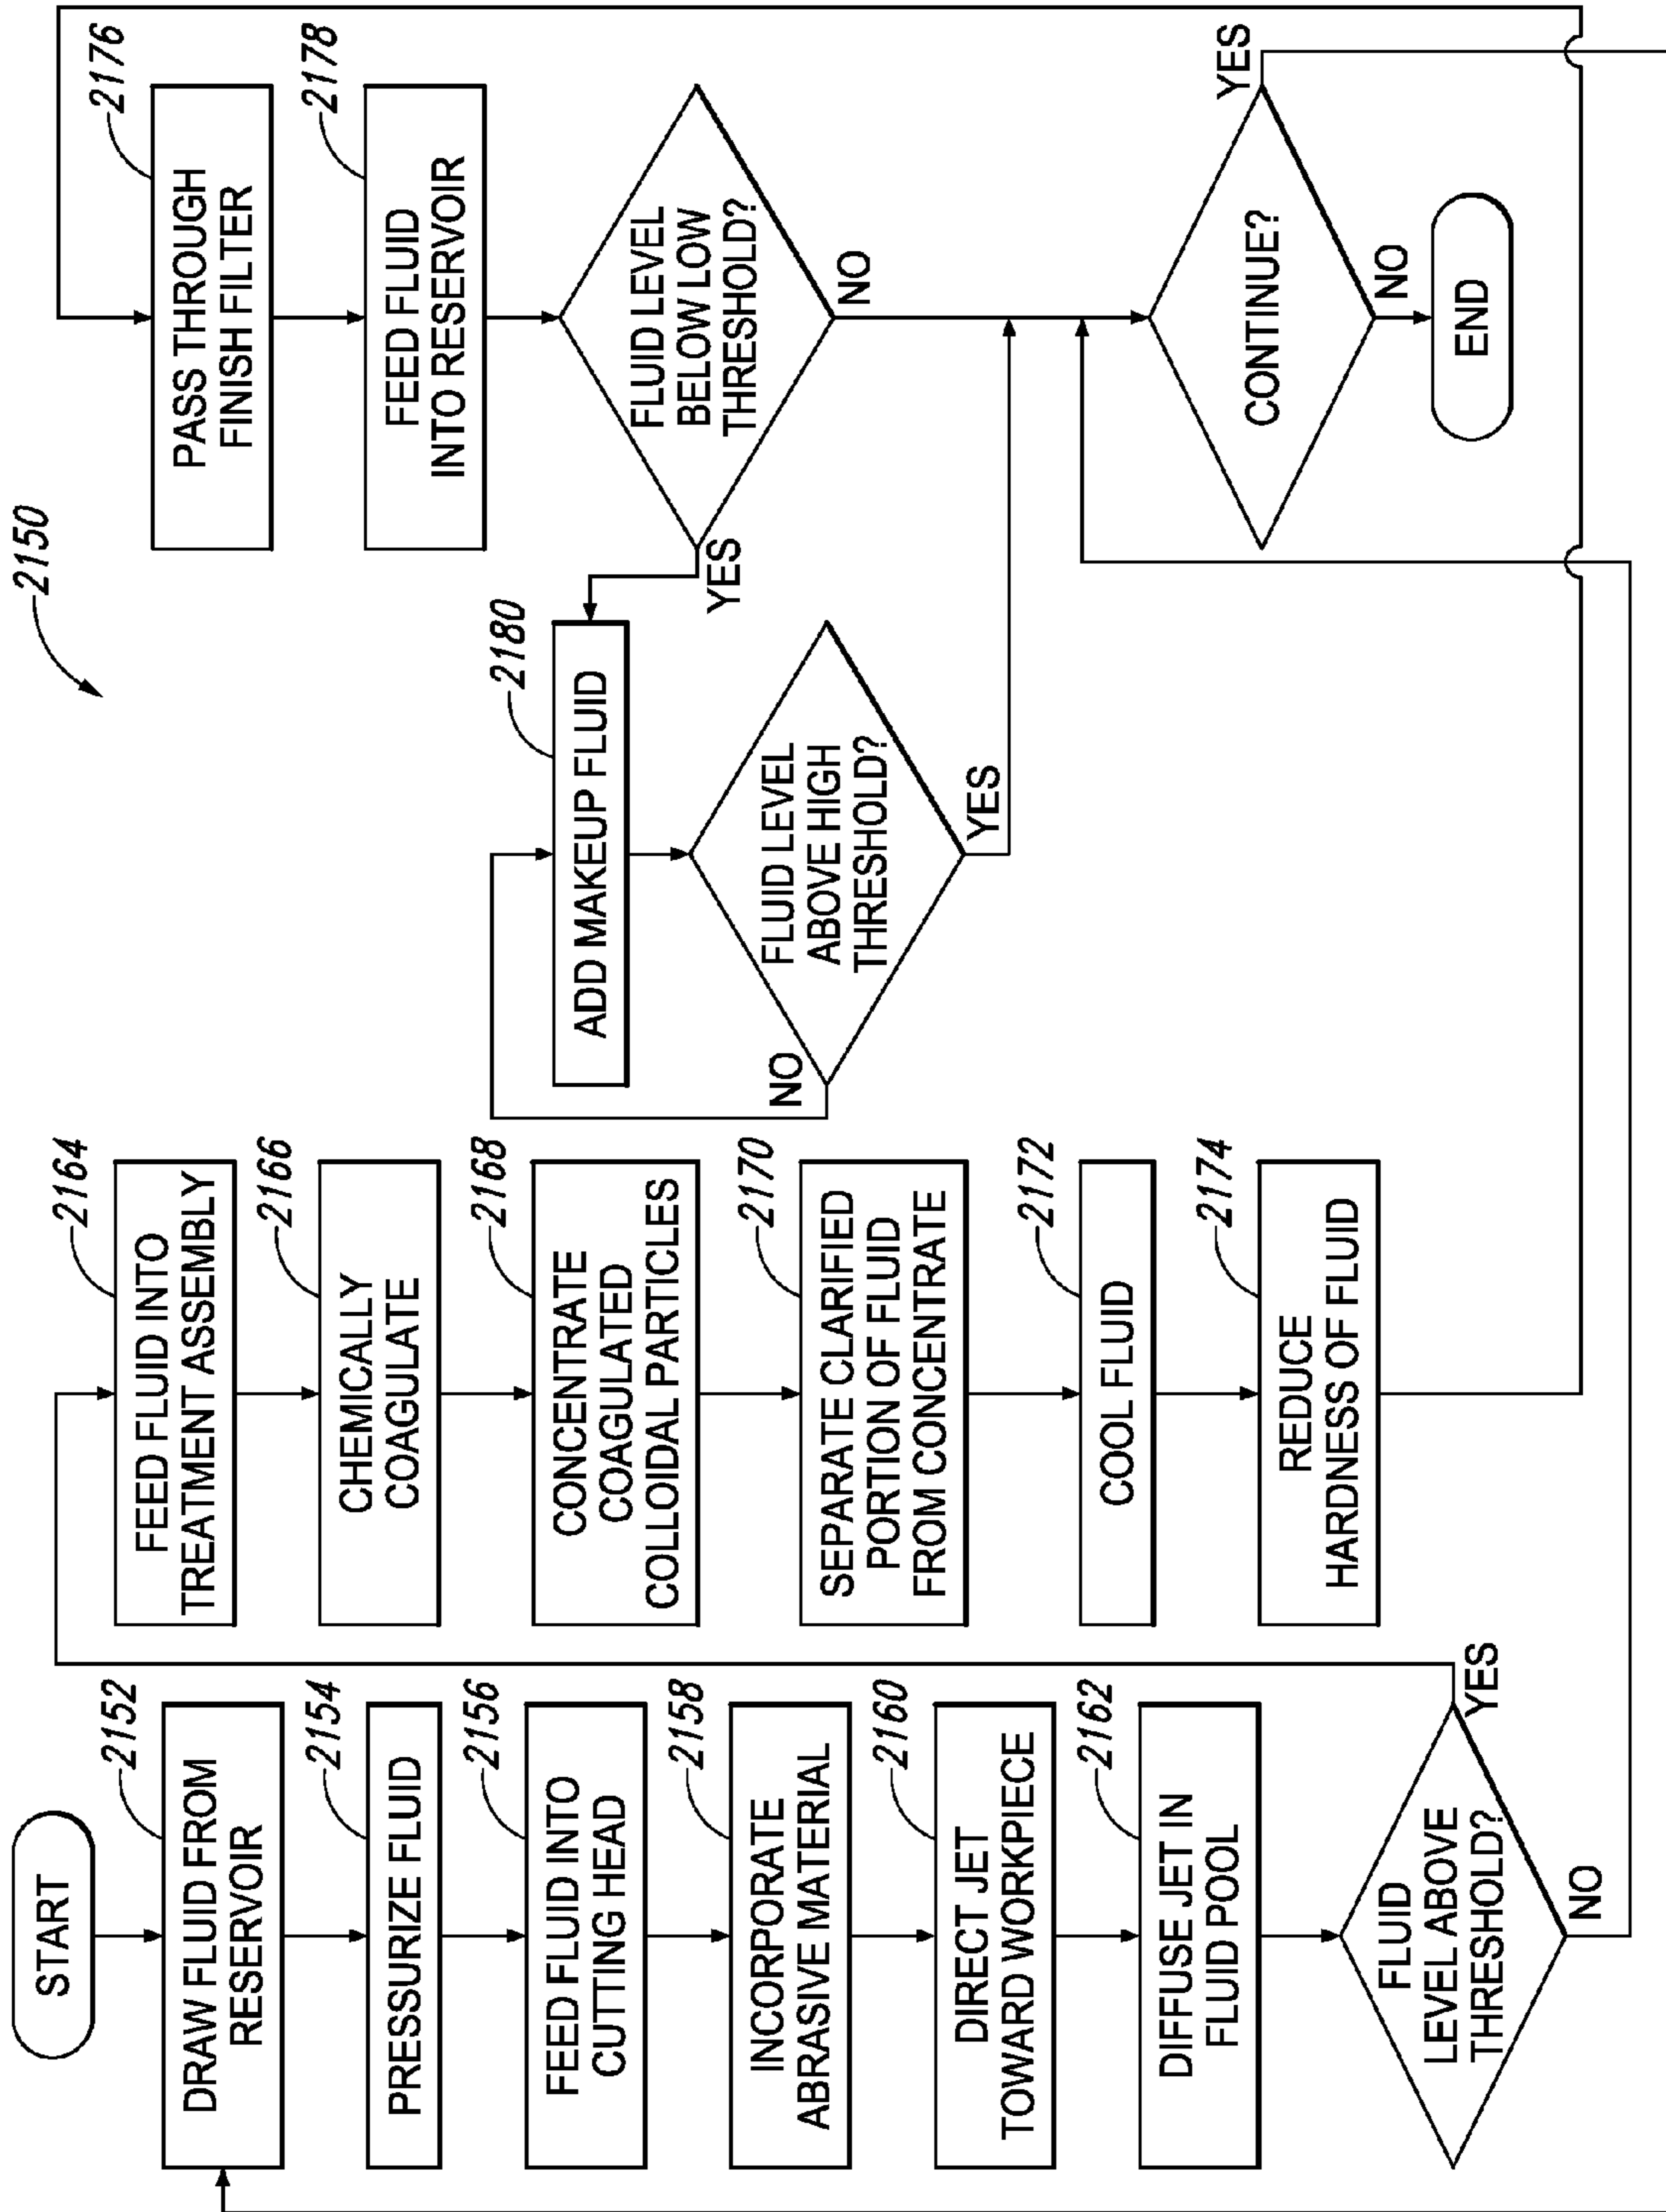 2150
START
2152
DRAW FLUID FROM
RESERVOIR
2154
PRESSURIZE FLUID
2156
FEED FLUID INTO
CUTTING HEAD
2158
INCORPORATE
ABRASIVE MATERIAL
2160
DIRECT JET
TOWARD WORKPIECE
2162
DIFFUSE JET IN
FLUID POOL
FLUID
LEVEL ABOVE
THRESHOLD?
YES
NO
2164
FEED FLUID INTO
TREATMENT ASSEMBLY
2166
CHEMICALLY
COAGULATE
2168
CONCENTRATE
COAGULATED
COLLOIDAL PARTICLES
2170
SEPARATE CLARIFIED
PORTION OF FLUID
FROM CONCENTRATE
2172
COOL FLUID
2174
REDUCE
HARDNESS OF FLUID
2176
PASS THROUGH
FINISH FILTER
2178
FEED FLUID
INTO RESERVOIR
FLUID LEVEL
BELOW LOW
THRESHOLD?
YES
NO
2180
ADD MAKEUP FLUID
FLUID LEVEL
ABOVE HIGH
THRESHOLD?
NO
YES
CONTINUE?
YES
NO
END